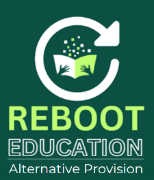 REBOOT
EDUCATION
Alternative Provision